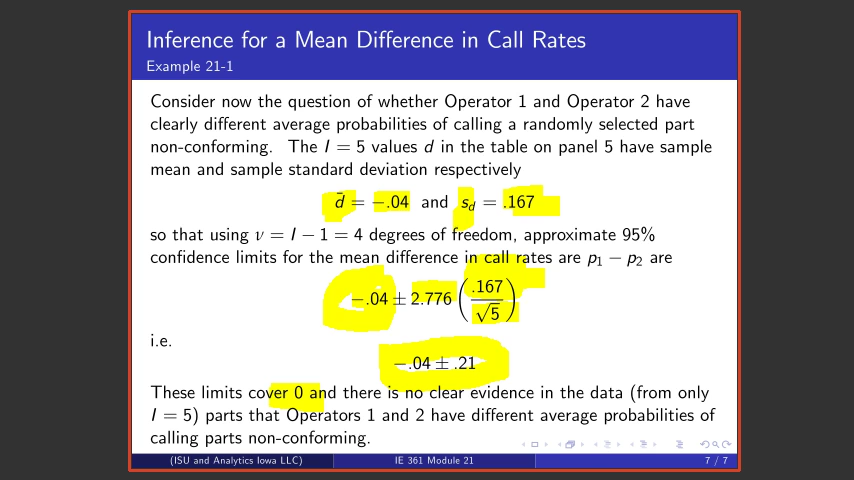 Inference for a Mean Difference in Call Rates
Example 21-1
Consider now the question of whether Operator 1 and Operator 2 have
clearly different average probabilities of calling a randomly selected part
non-conforming. The I = 5 values d in the table on panel 5 have sample
mean and sample standard deviation respectively
d̄ = −.04 and s_d = .167
so that using ν = I − 1 = 4 degrees of freedom, approximate 95%
confidence limits for the mean difference in call rates are p₁ − p₂ are
−.04 ± 2.776 (.167/√5)
i.e.
−.04 ± .21
These limits cover 0 and there is no clear evidence in the data (from only
I = 5) parts that Operators 1 and 2 have different average probabilities of
calling parts non-conforming.
(ISU and Analytics Iowa LLC) IE 361 Module 21 7 / 7